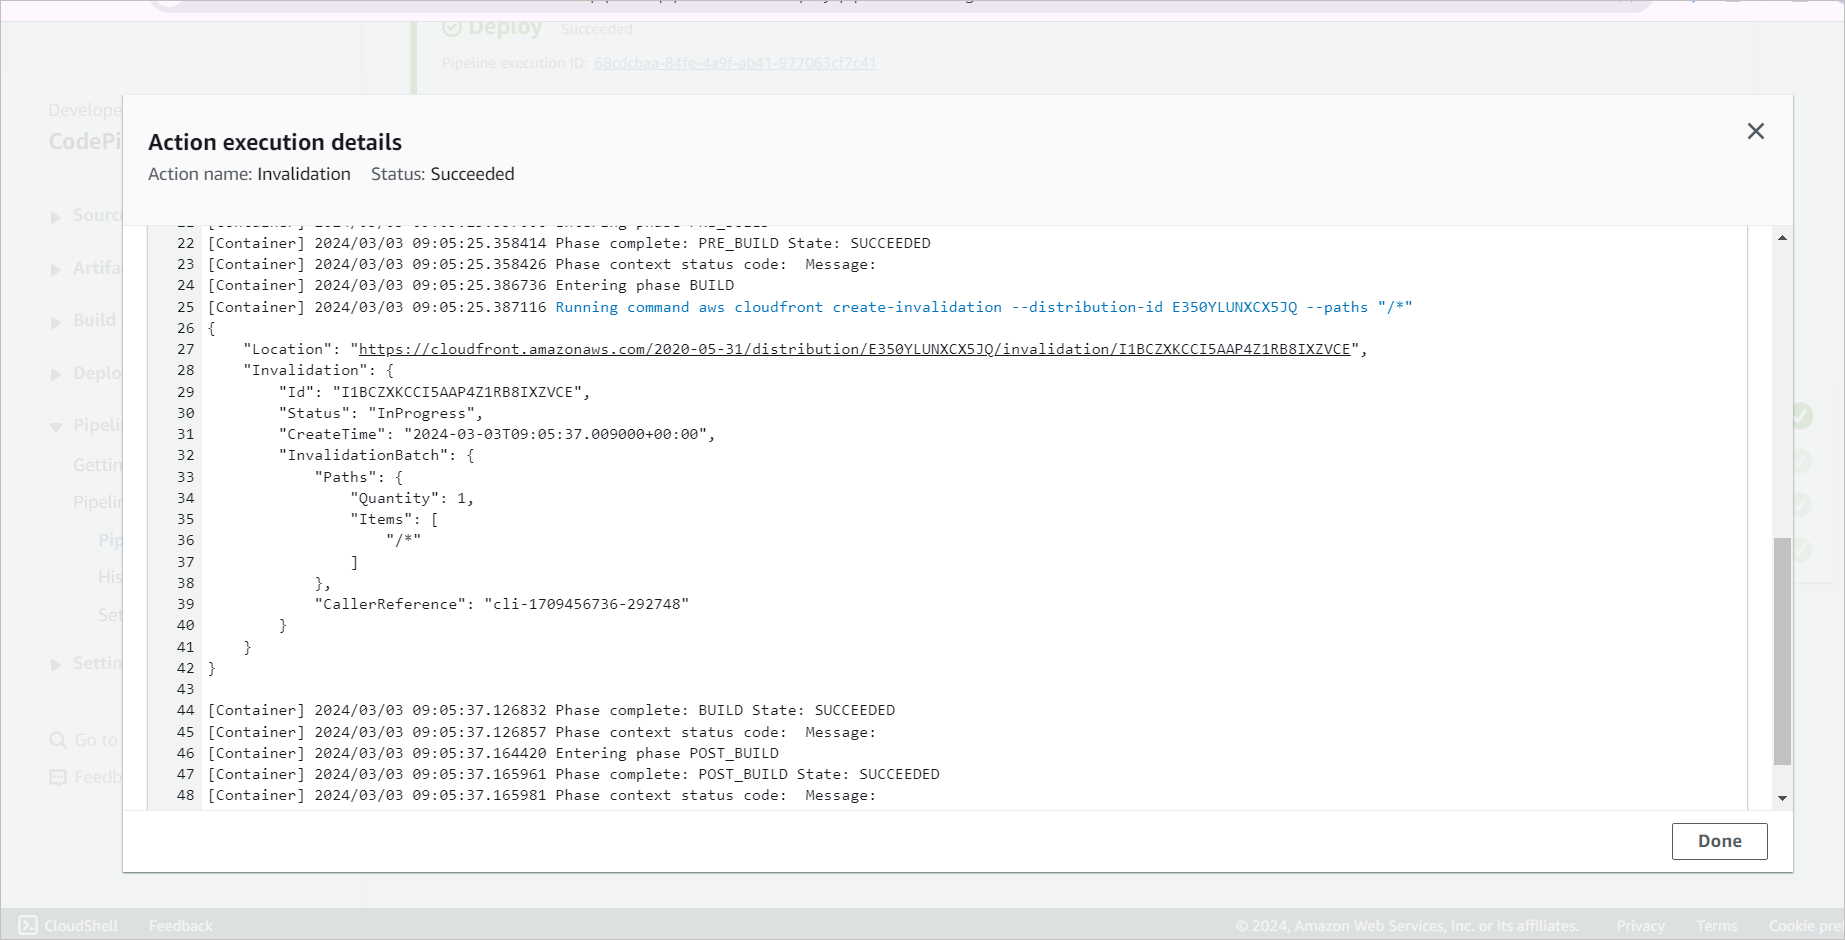 Deploy Succeeded
Pipeline execution ID: 68cdcbaa-84fe-4a9f-ab41-977063cf7c41
Action execution details
Action name: Invalidation Status: Succeeded
22 [Container] 2024/03/03 09:05:25.358414 Phase complete: PRE_BUILD State: SUCCEEDED
23 [Container] 2024/03/03 09:05:25.358426 Phase context status code:  Message:
24 [Container] 2024/03/03 09:05:25.386736 Entering phase BUILD
25 [Container] 2024/03/03 09:05:25.387116 Running command aws cloudfront create-invalidation --distribution-id E350YLUNXCX5JQ --paths "/*"
26 {
27     "Location": "https://cloudfront.amazonaws.com/2020-05-31/distribution/E350YLUNXCX5JQ/invalidation/I1BCZXKCCI5AAP4Z1RB8IXZVCE",
28     "Invalidation": {
29         "Id": "I1BCZXKCCI5AAP4Z1RB8IXZVCE",
30         "Status": "InProgress",
31         "CreateTime": "2024-03-03T09:05:37.009000+00:00",
32         "InvalidationBatch": {
33             "Paths": {
34                 "Quantity": 1,
35                 "Items": [
36                     "/*"
37                 ]
38             },
39             "CallerReference": "cli-1709456736-292748"
40         }
41     }
42 }
43
44 [Container] 2024/03/03 09:05:37.126832 Phase complete: BUILD State: SUCCEEDED
45 [Container] 2024/03/03 09:05:37.126857 Phase context status code:  Message:
46 [Container] 2024/03/03 09:05:37.164420 Entering phase POST_BUILD
47 [Container] 2024/03/03 09:05:37.165961 Phase complete: POST_BUILD State: SUCCEEDED
48 [Container] 2024/03/03 09:05:37.165981 Phase context status code:  Message:
Done
Develope
CodePi
Sourc
Artifa
Build
Deplo
Pipeli
Gettin
Pipelin
Pip
His
Set
Settin
Go to
Feedb
CloudShell Feedback © 2024, Amazon Web Services, Inc. or its affiliates. Privacy Terms Cookie pre